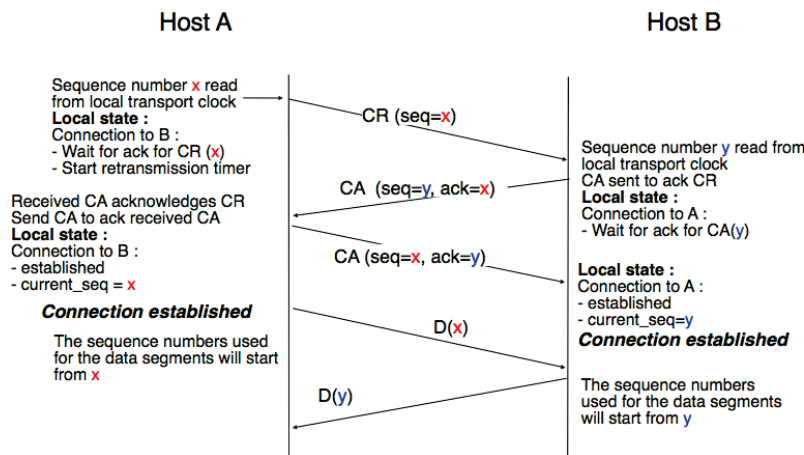 Host A
Host B
Sequence number x read
from local transport clock
Local state :
Connection to B :
- Wait for ack for CR (x)
- Start retransmission timer
CR (seq=x)
Sequence number y read from
local transport clock
CA sent to ack CR
Local state :
Connection to A :
- Wait for ack for CA(y)
CA (seq=y, ack=x)
Received CA acknowledges CR
Send CA to ack received CA
Local state :
Connection to B :
- established
- current_seq = x
Connection established
The sequence numbers used
for the data segments will start
from x
CA (seq=x, ack=y)
Local state :
Connection to A :
- established
- current_seq=y
Connection established
D(x)
The sequence numbers
used for the data segments
will start from y
D(y)